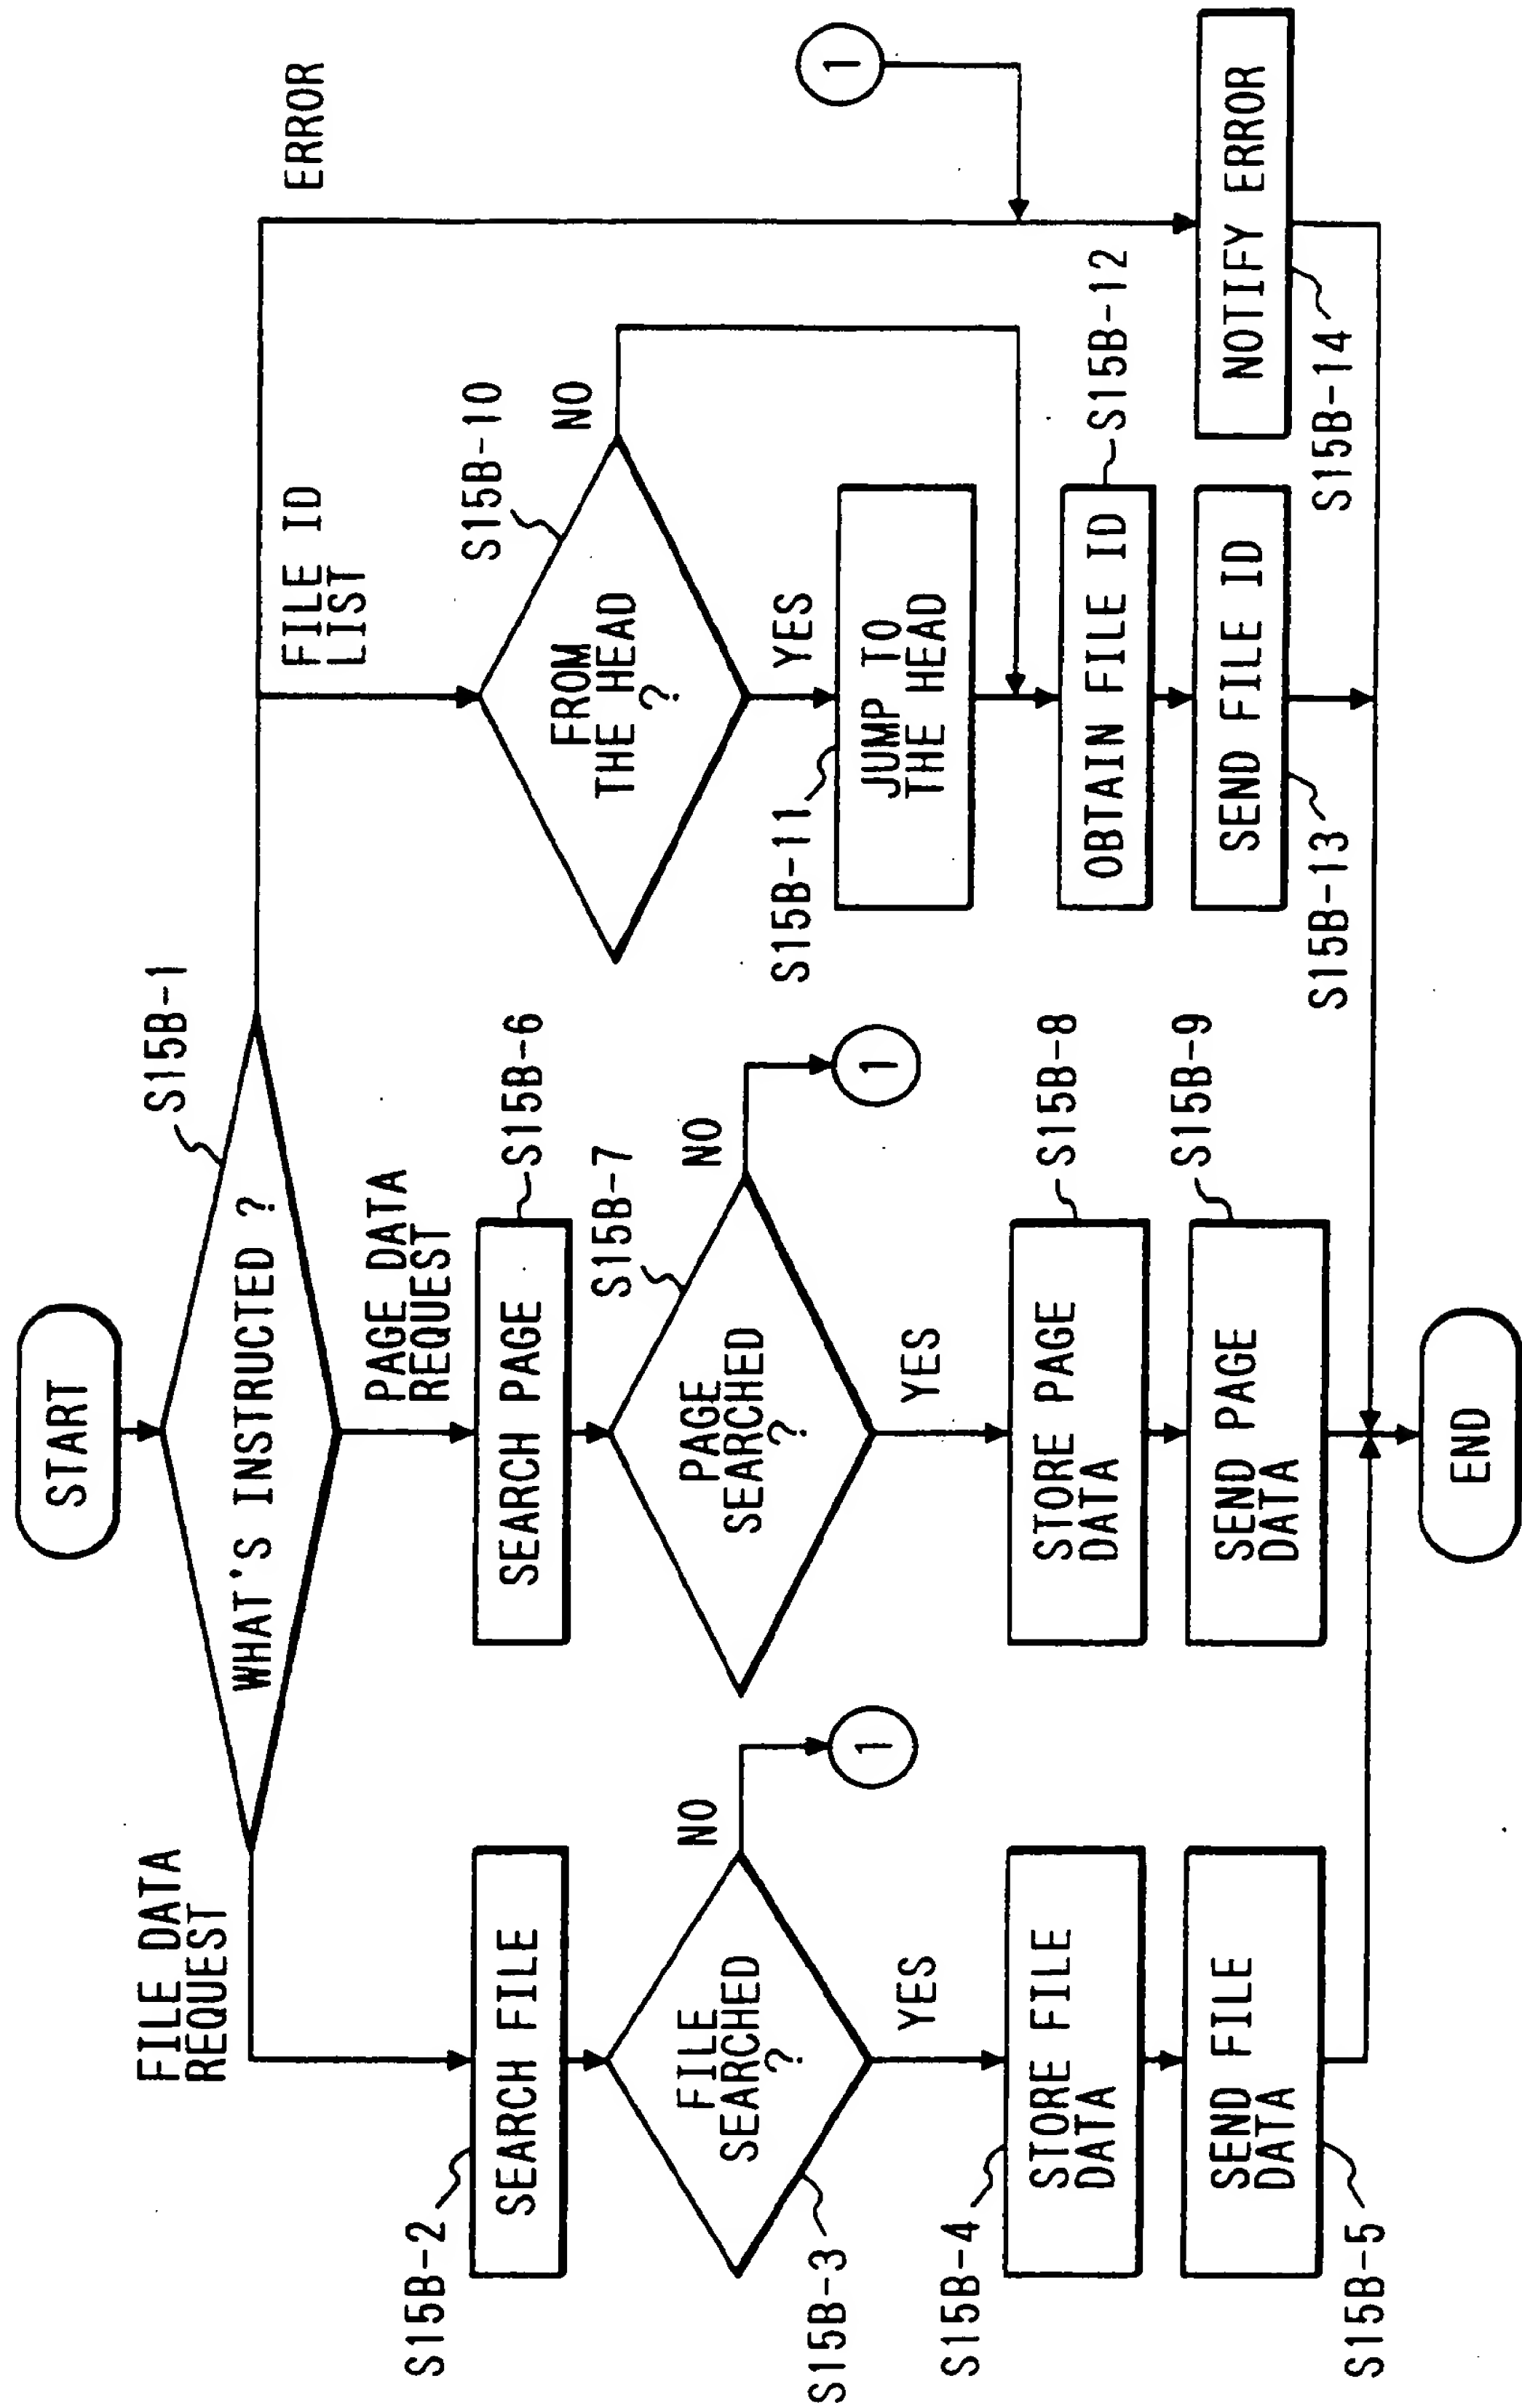 START
S15B-1
WHAT'S INSTRUCTED ?
FILE DATA
REQUEST
S15B-2
SEARCH FILE
FILE
SEARCHED
?
S15B-3
NO
1
YES
S15B-4
STORE FILE
DATA
SEND FILE
DATA
S15B-5
PAGE DATA
REQUEST
S15B-6
SEARCH PAGE
S15B-7
PAGE
SEARCHED
?
NO
1
YES
STORE PAGE
DATA
S15B-8
SEND PAGE
DATA
S15B-9
FILE ID
LIST
S15B-10
FROM
THE HEAD
?
NO
YES
S15B-11
JUMP TO
THE HEAD
OBTAIN FILE ID
S15B-12
SEND FILE ID
S15B-13
ERROR
1
NOTIFY ERROR
S15B-14
END